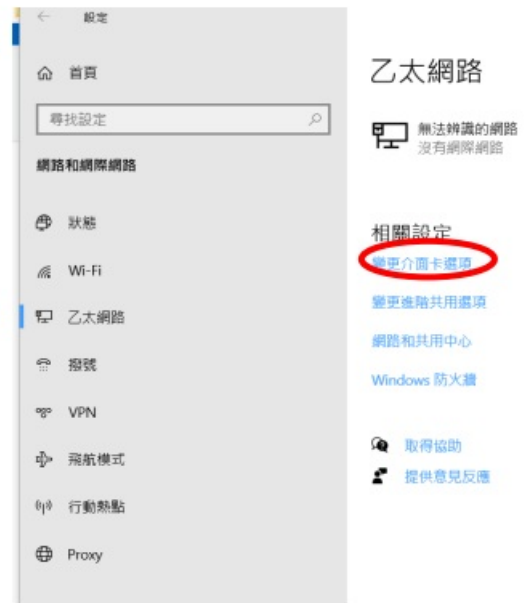 設定
首頁
尋找設定
網路和網際網路
狀態
Wi-Fi
乙太網路
撥號
VPN
飛航模式
行動熱點
Proxy
乙太網路
無法辨識的網路
沒有網際網路
相關設定
變更介面卡選項
變更進階共用選項
網路和共用中心
Windows 防火牆
取得協助
提供意見反應